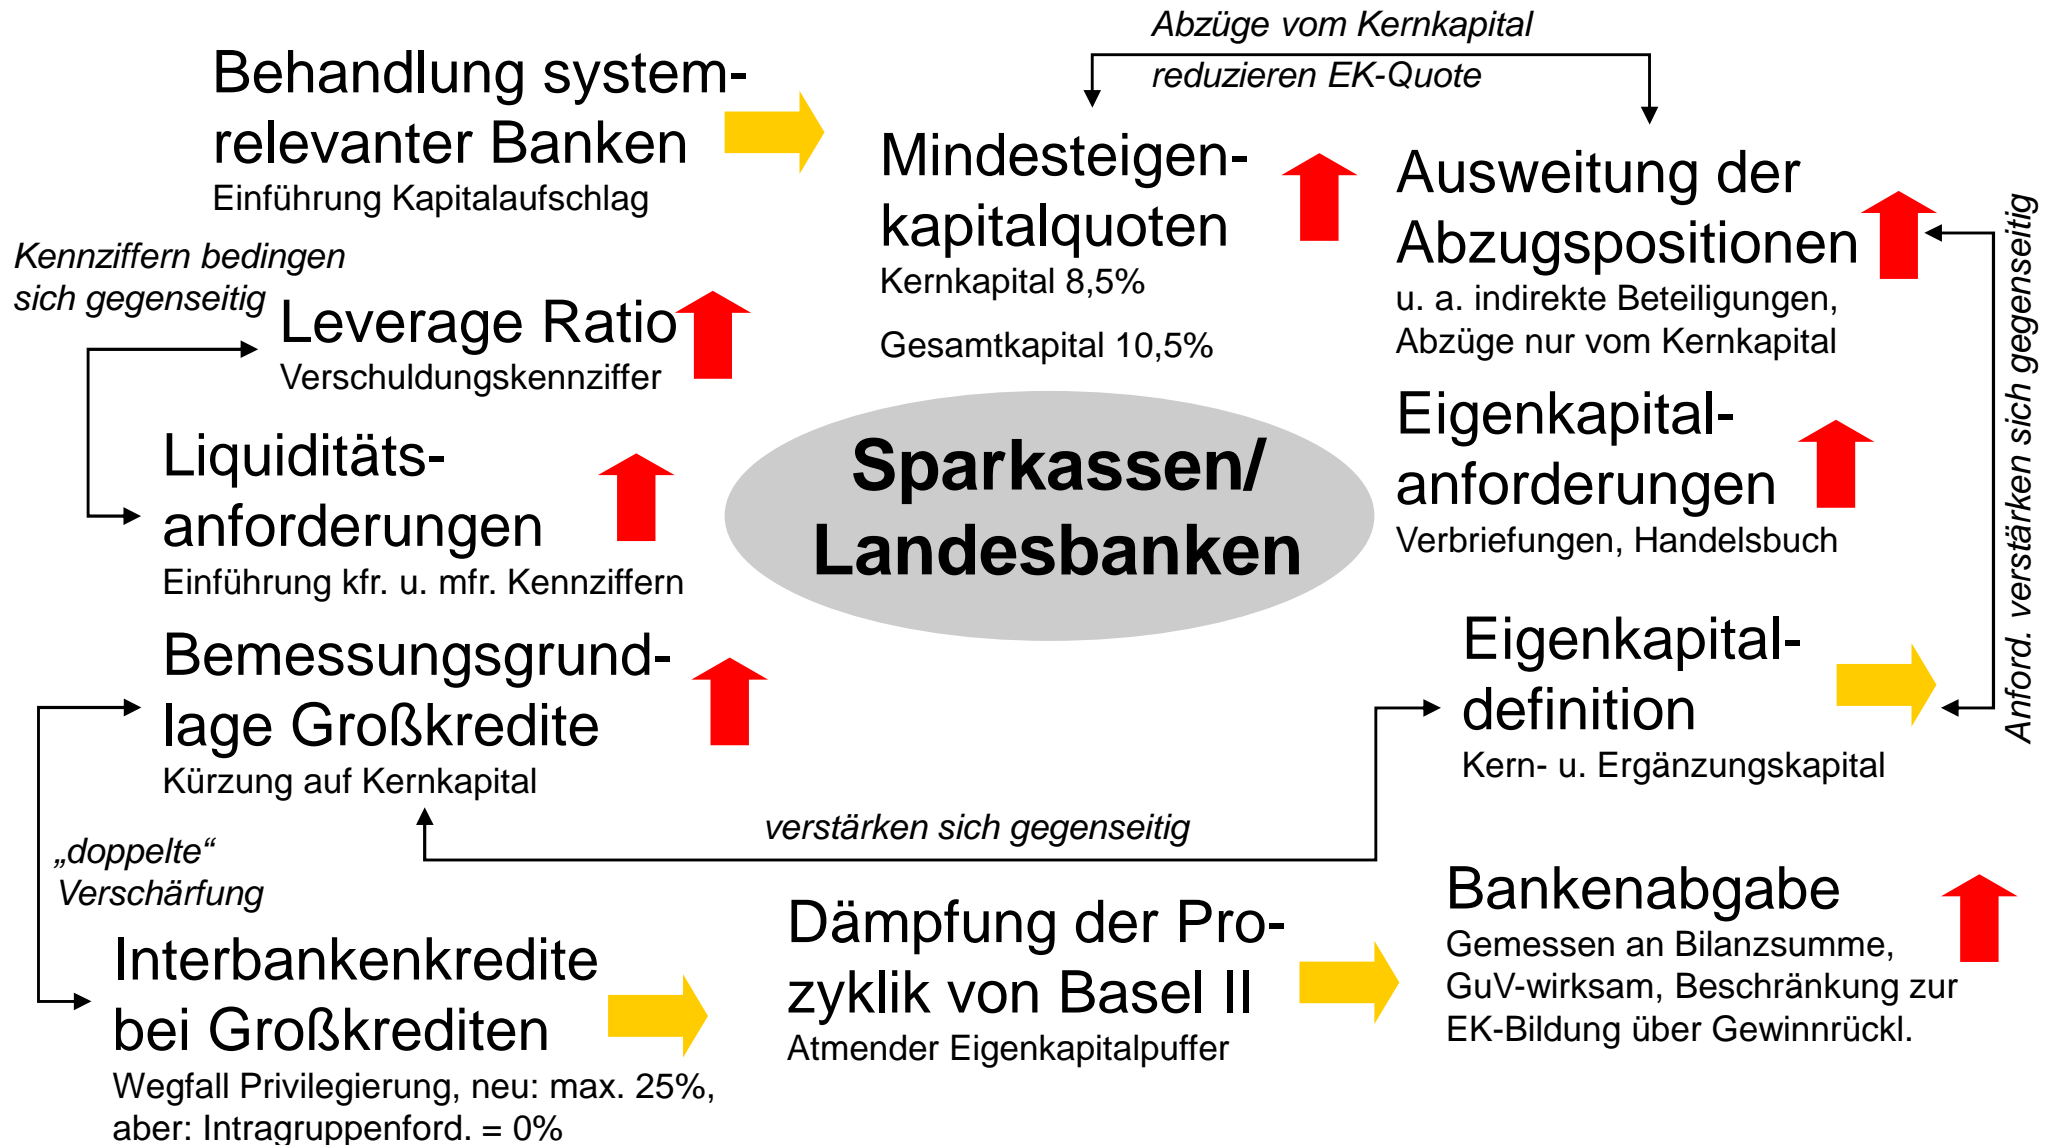 Abzüge vom Kernkapital
reduzieren EK-Quote
Behandlung system-
relevanter Banken
Einführung Kapitalaufschlag
Mindesteigen-
kapitalquoten
Kernkapital 8,5%
Gesamtkapital 10,5%
Ausweitung der
Abzugspositionen
u. a. indirekte Beteiligungen,
Abzüge nur vom Kernkapital
Anford. verstärken sich gegenseitig
Kennziffern bedingen
sich gegenseitig
Leverage Ratio
Verschuldungskennziffer
Liquiditäts-
anforderungen
Einführung kfr. u. mfr. Kennziffern
Sparkassen/
Landesbanken
Eigenkapital-
anforderungen
Verbriefungen, Handelsbuch
Bemessungsgrund-
lage Großkredite
Kürzung auf Kernkapital
Eigenkapital-
definition
Kern- u. Ergänzungskapital
verstärken sich gegenseitig
„doppelte“
Verschärfung
Interbankenkredite
bei Großkrediten
Wegfall Privilegierung, neu: max. 25%,
aber: Intragruppenford. = 0%
Dämpfung der Pro-
zyklik von Basel II
Atmender Eigenkapitalpuffer
Bankenabgabe
Gemessen an Bilanzsumme,
GuV-wirksam, Beschränkung zur
EK-Bildung über Gewinnrückl.